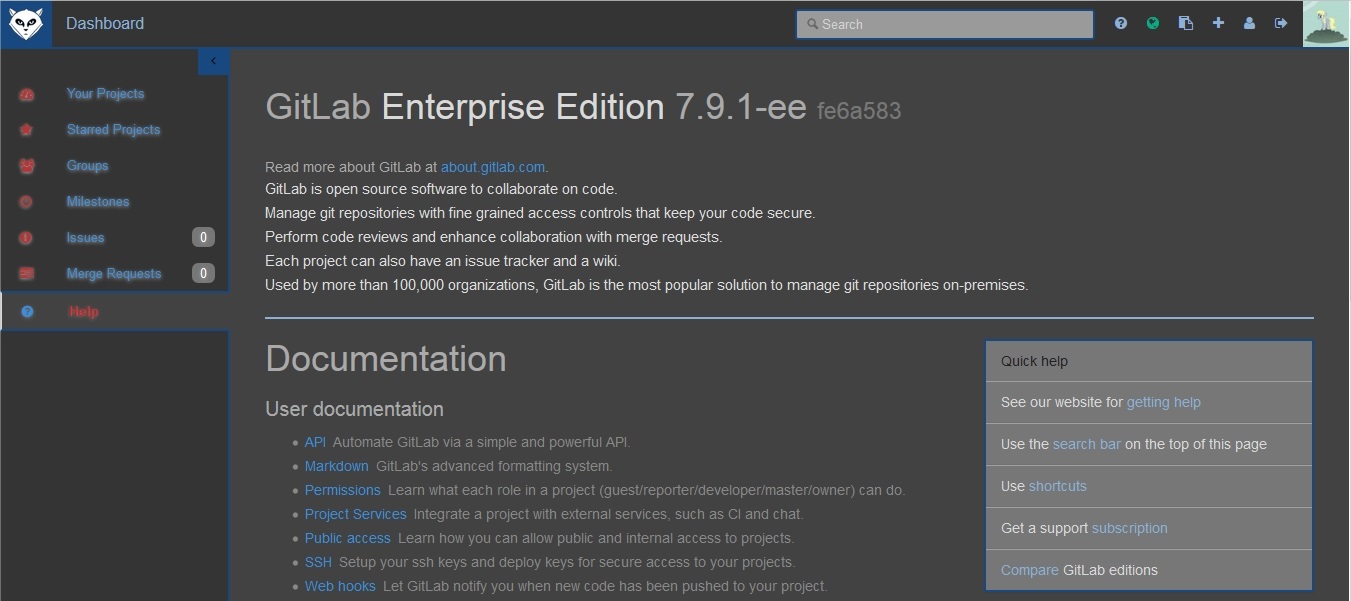 Dashboard
Search
Your Projects
Starred Projects
Groups
Milestones
Issues 0
Merge Requests 0
Help
GitLab Enterprise Edition 7.9.1-ee fe6a583
Read more about GitLab at about.gitlab.com.
GitLab is open source software to collaborate on code.
Manage git repositories with fine grained access controls that keep your code secure.
Perform code reviews and enhance collaboration with merge requests.
Each project can also have an issue tracker and a wiki.
Used by more than 100,000 organizations, GitLab is the most popular solution to manage git repositories on-premises.
Documentation
User documentation
API Automate GitLab via a simple and powerful API.
Markdown GitLab's advanced formatting system.
Permissions Learn what each role in a project (guest/reporter/developer/master/owner) can do.
Project Services Integrate a project with external services, such as CI and chat.
Public access Learn how you can allow public and internal access to projects.
SSH Setup your ssh keys and deploy keys for secure access to your projects.
Web hooks Let GitLab notify you when new code has been pushed to your project.
Quick help
See our website for getting help
Use the search bar on the top of this page
Use shortcuts
Get a support subscription
Compare GitLab editions